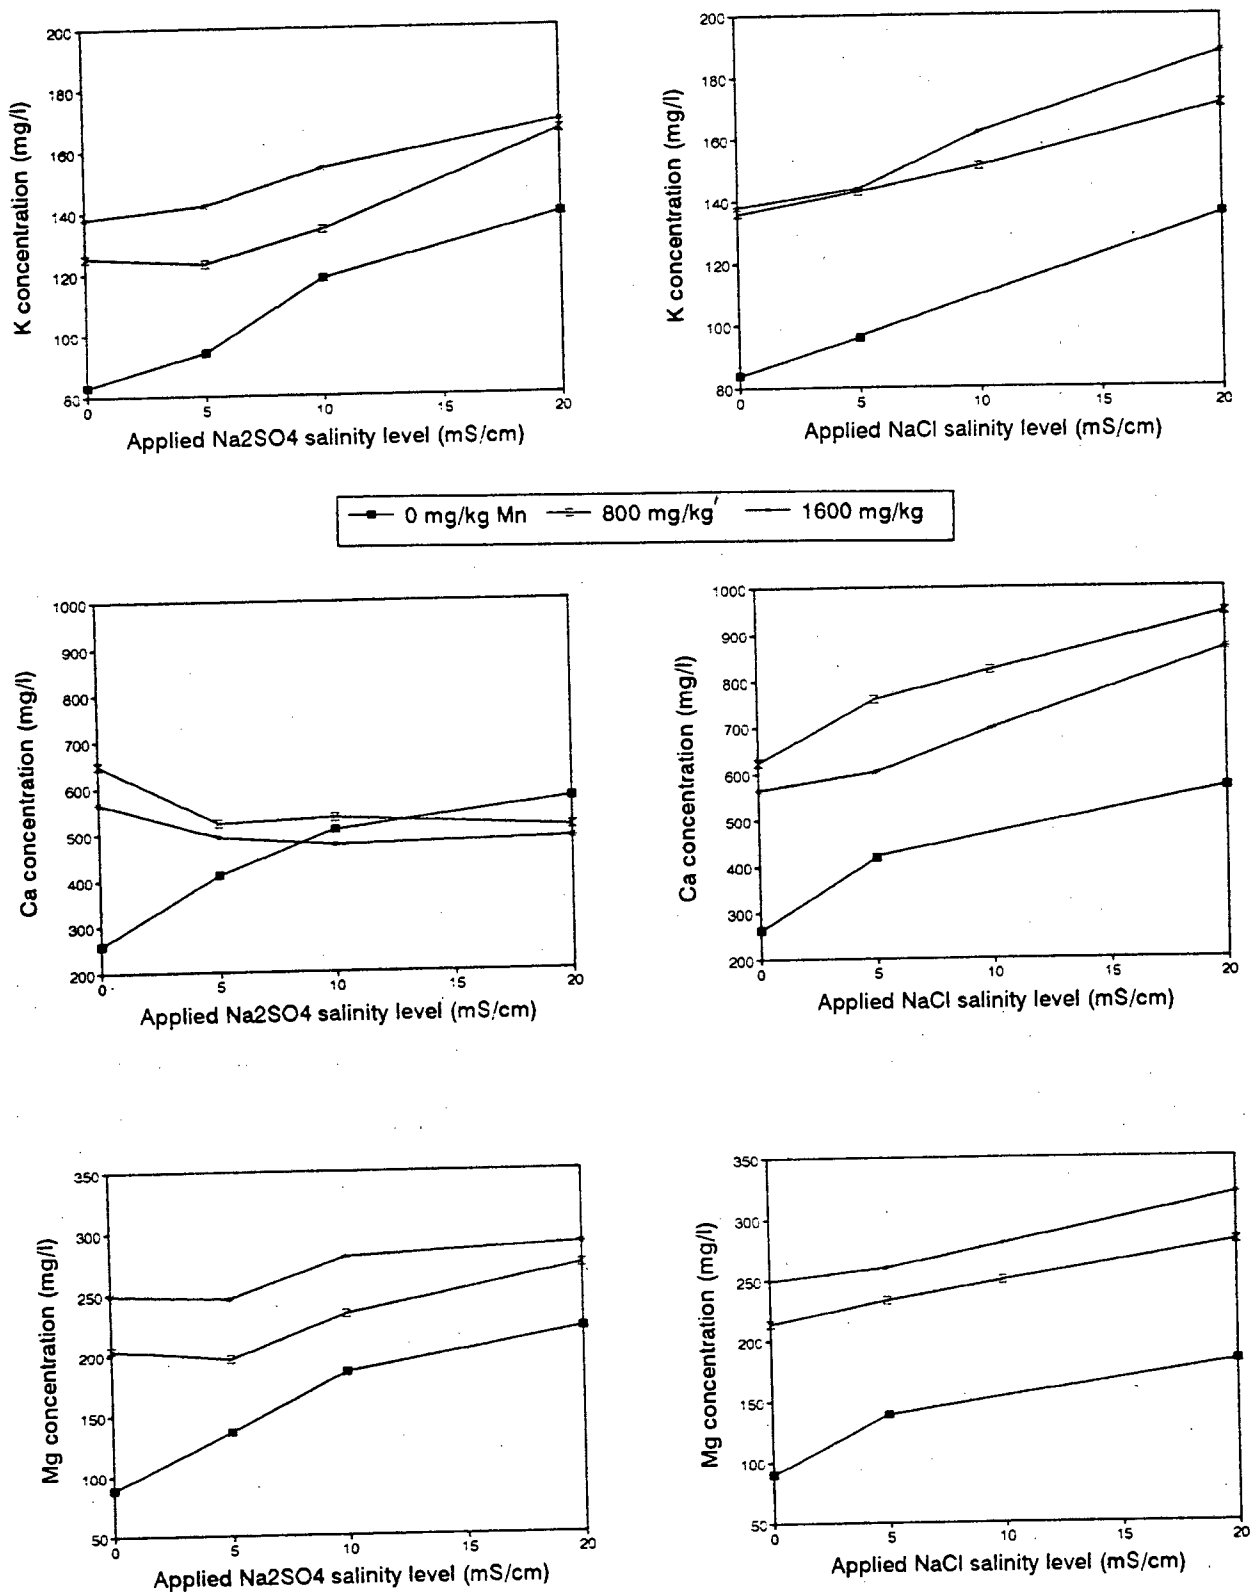 200
180
160
140
120
100
60
0 5 10 15 20
K concentration (mg/l)
Applied Na2SO4 salinity level (mS/cm)
200
180
160
140
120
100
80
0 5 10 15 20
K concentration (mg/l)
Applied NaCl salinity level (mS/cm)
0 mg/kg Mn 800 mg/kg 1600 mg/kg
1000
900
800
700
600
500
400
300
200
0 5 10 15 20
Ca concentration (mg/l)
Applied Na2SO4 salinity level (mS/cm)
1000
900
800
700
600
500
400
300
200
0 5 10 15 20
Ca concentration (mg/l)
Applied NaCl salinity level (mS/cm)
350
300
250
200
150
100
50
0 5 10 15 20
Mg concentration (mg/l)
Applied Na2SO4 salinity level (mS/cm)
350
300
250
200
150
100
50
0 5 10 15 20
Mg concentration (mg/l)
Applied NaCl salinity level (mS/cm)